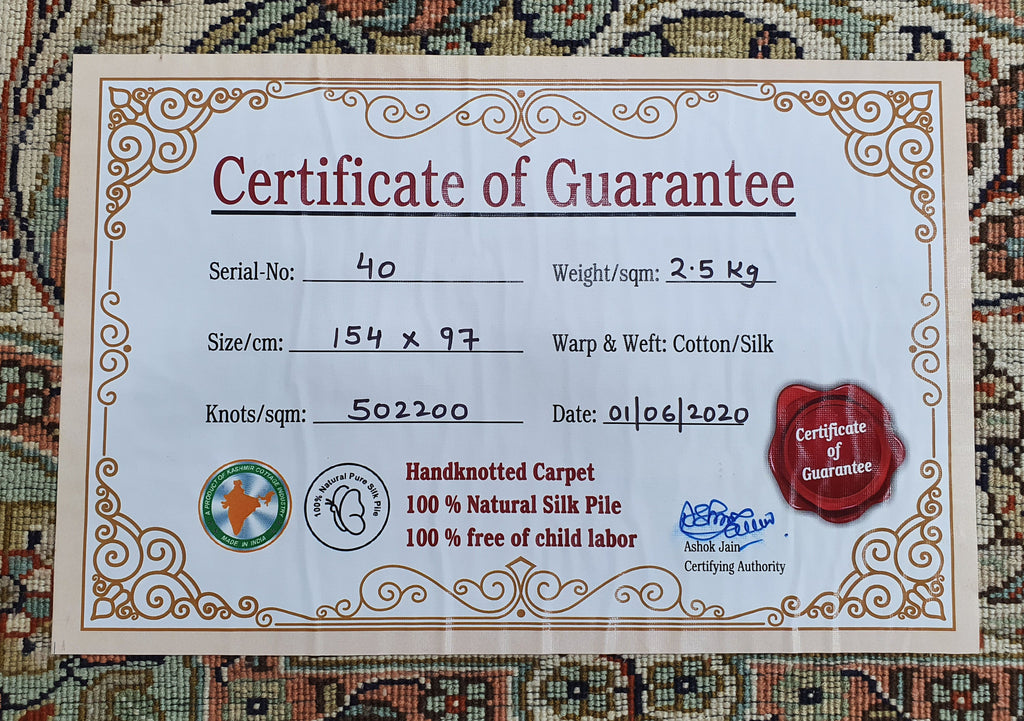 Certificate of Guarantee
Serial-No: 40
Weight/sqm: 2.5 Kg
Size/cm: 154 x 97
Warp & Weft: Cotton/Silk
Knots/sqm: 502200
Date: 01/06/2020
Certificate
of
Guarantee
A PRODUCT OF KASHMIR COTTAGE INDUSTRY
MADE IN INDIA
100% Natural Pure Silk Pile
Handknotted Carpet
100 % Natural Silk Pile
100 % free of child labor
Ashok Jain
Certifying Authority